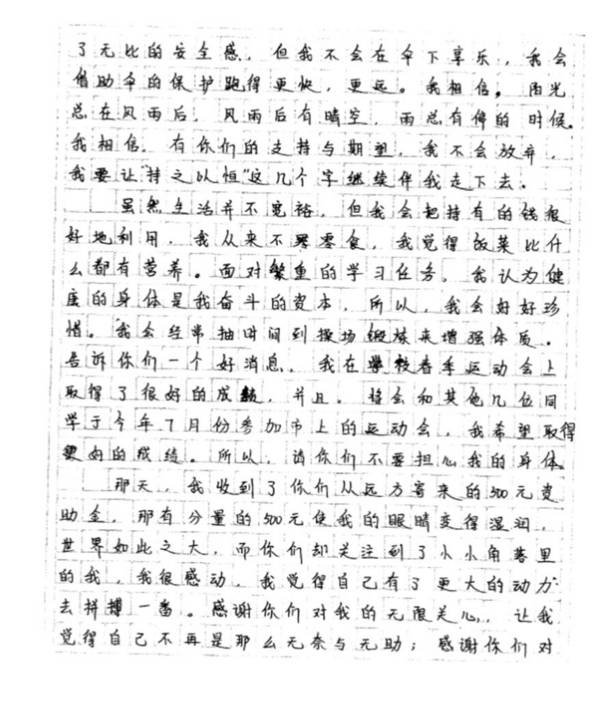 了无比的安全感，但我不会在伞下享乐，我会
借助伞的保护跑得更快，更远。我相信。阳光
总在风雨后，风雨后有晴空，雨总有停的时候。
我相信，有你们的支持与期望，我不会放弃，
我要让"持之以恒"这几个字继续伴我走下去。
虽然生活并不宽裕，但我会把持有的钱很
好地利用，我从来不零食，我觉得饭菜比什
么都有营养。面对繁重的学习任务，我认为健
康的身体是我奋斗的资本，所以，我会好好珍
惜。我会经常抽时间到操场锻炼来增强体质。
告诉你们一个好消息，我在学校春季运动会上
取得了很好的成绩，并且。将会和其他几位同
学于今年7月份参加市上的运动会，我希望取得
更好的成绩。所以，请你们不要担心我的身体。
那天，我收到了你们从远方寄来的500元资
助金，那有分量的500元使我的眼睛变得湿润，
世界如此之大，而你们却关注到了小小角落里
的我，我很感动，我觉得自己有了更大的动力
去拼搏一番。感谢你们对我的无限关心，让我
觉得自己不再是那么无奈与无助；感谢你们对